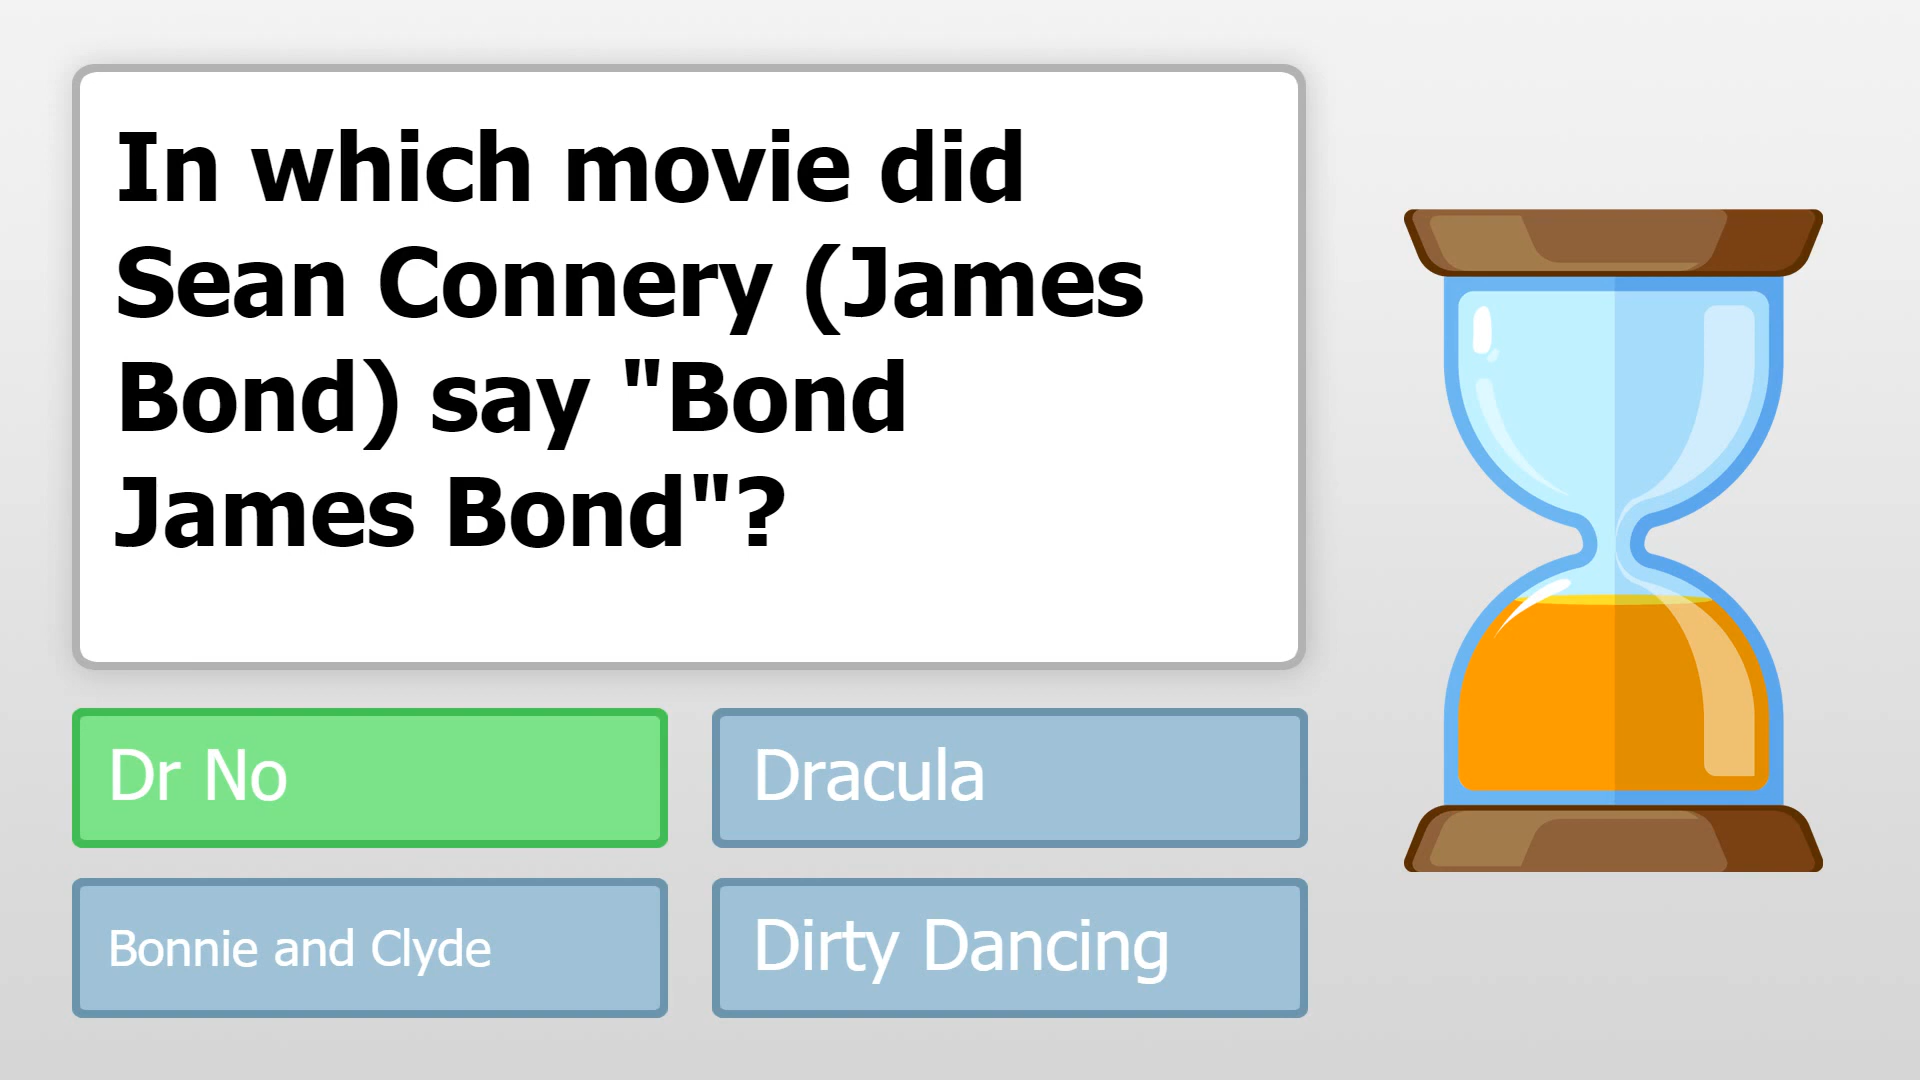 In which movie did
Sean Connery (James
Bond) say "Bond
James Bond"?
Dr No
Dracula
Bonnie and Clyde
Dirty Dancing